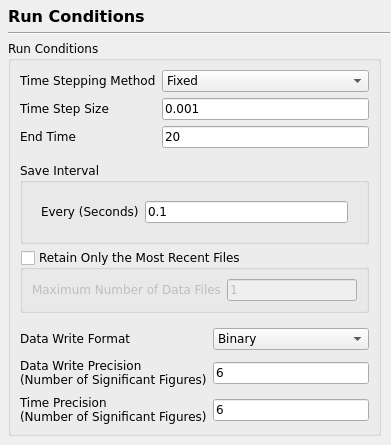 Run Conditions
Run Conditions
Time Stepping Method Fixed
Time Step Size 0.001
End Time 20
Save Interval
Every (Seconds) 0.1
Retain Only the Most Recent Files
Maximum Number of Data Files 1
Data Write Format Binary
Data Write Precision
(Number of Significant Figures) 6
Time Precision
(Number of Significant Figures) 6